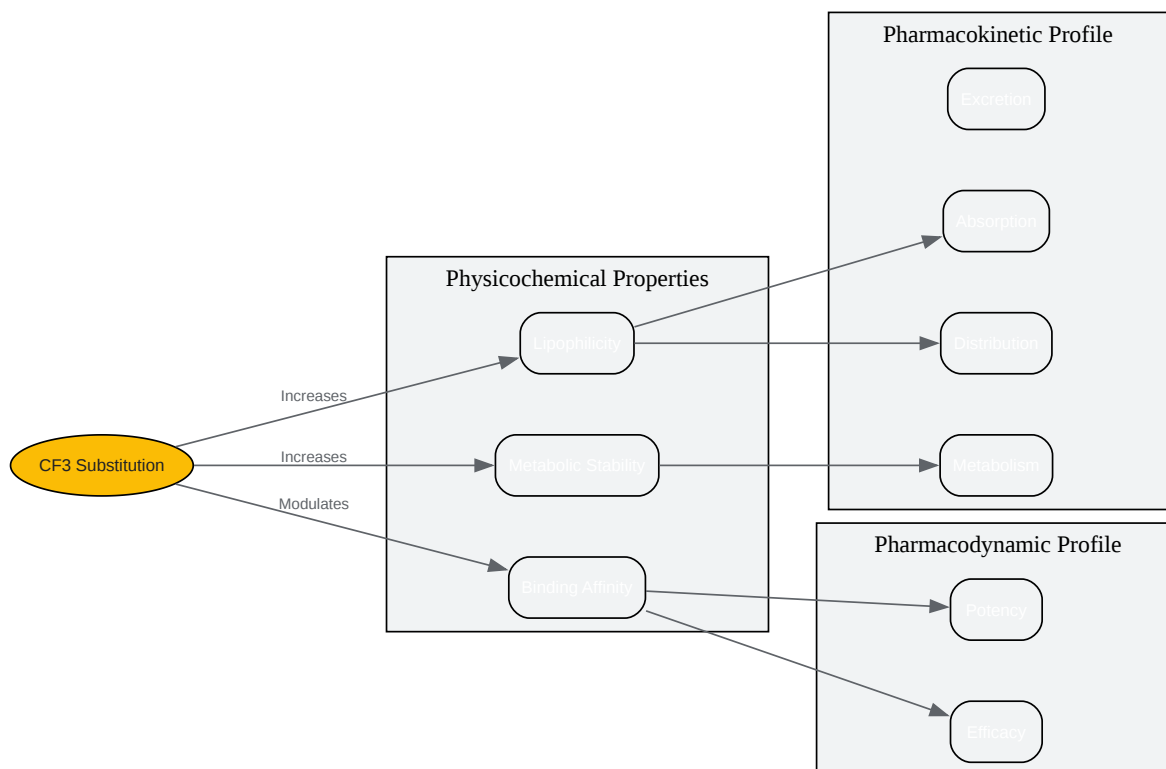 CF3 Substitution
Increases
Increases
Modulates
Physicochemical Properties
Lipophilicity
Metabolic Stability
Binding Affinity
Pharmacokinetic Profile
Excretion
Absorption
Distribution
Metabolism
Pharmacodynamic Profile
Potency
Efficacy